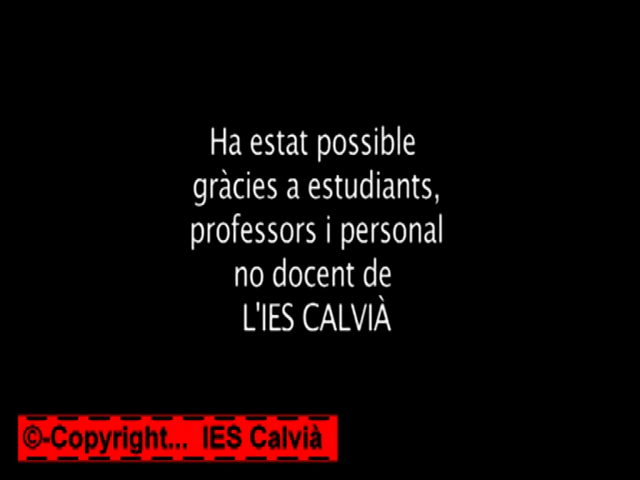 Ha estat possible
gràcies a estudiants,
professors i personal
no docent de
L'IES CALVIÀ
©-Copyright... IES Calvià